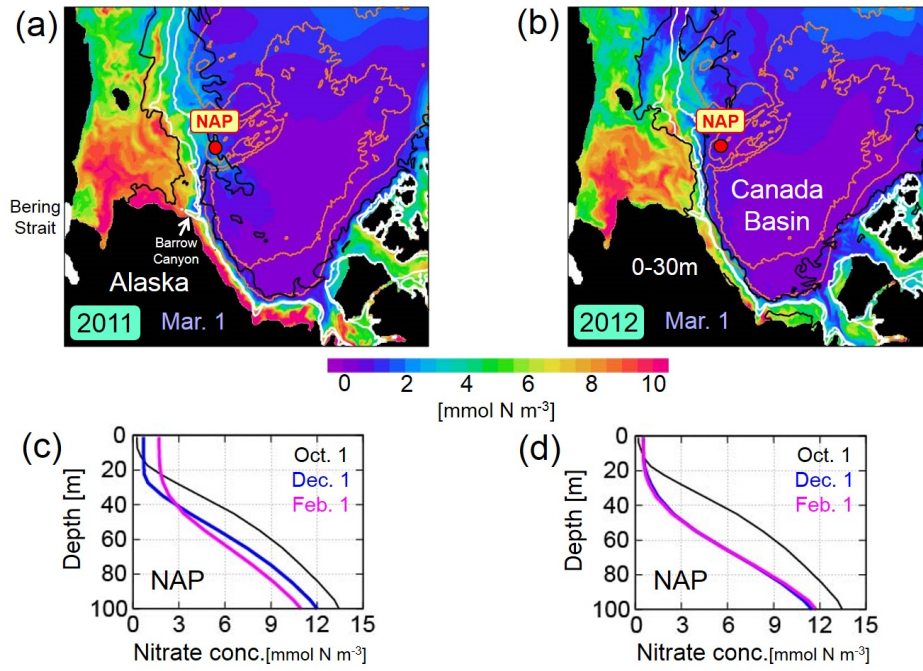 (a)
NAP
Bering
Strait
Barrow
Canyon
Alaska
2011
Mar. 1
(b)
NAP
Canada
Basin
0-30m
2012
Mar. 1
0 2 4 6 8 10
[mmol N m-3]
(c)
0
20
40
60
80
100
Depth [m]
Oct. 1
Dec. 1
Feb. 1
NAP
0 3 6 9 12 15
Nitrate conc.[mmol N m-3]
(d)
0
20
40
60
80
100
Depth [m]
Oct. 1
Dec. 1
Feb. 1
NAP
0 3 6 9 12 15
Nitrate conc.[mmol N m-3]